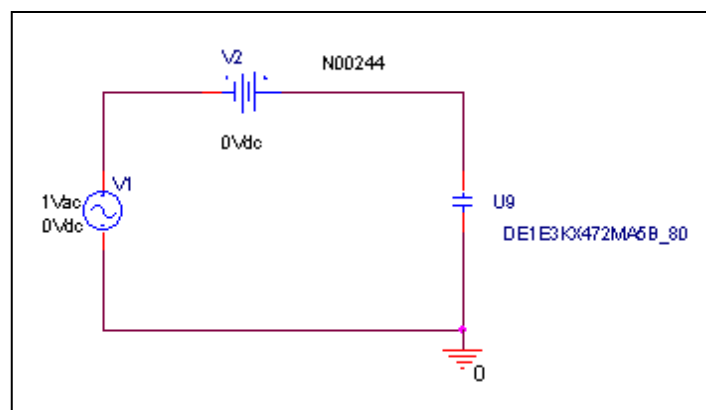 V2
N00244
0Vdc
V1
1Vac
0Vdc
U9
DE1E3KX472MA5B_80
0